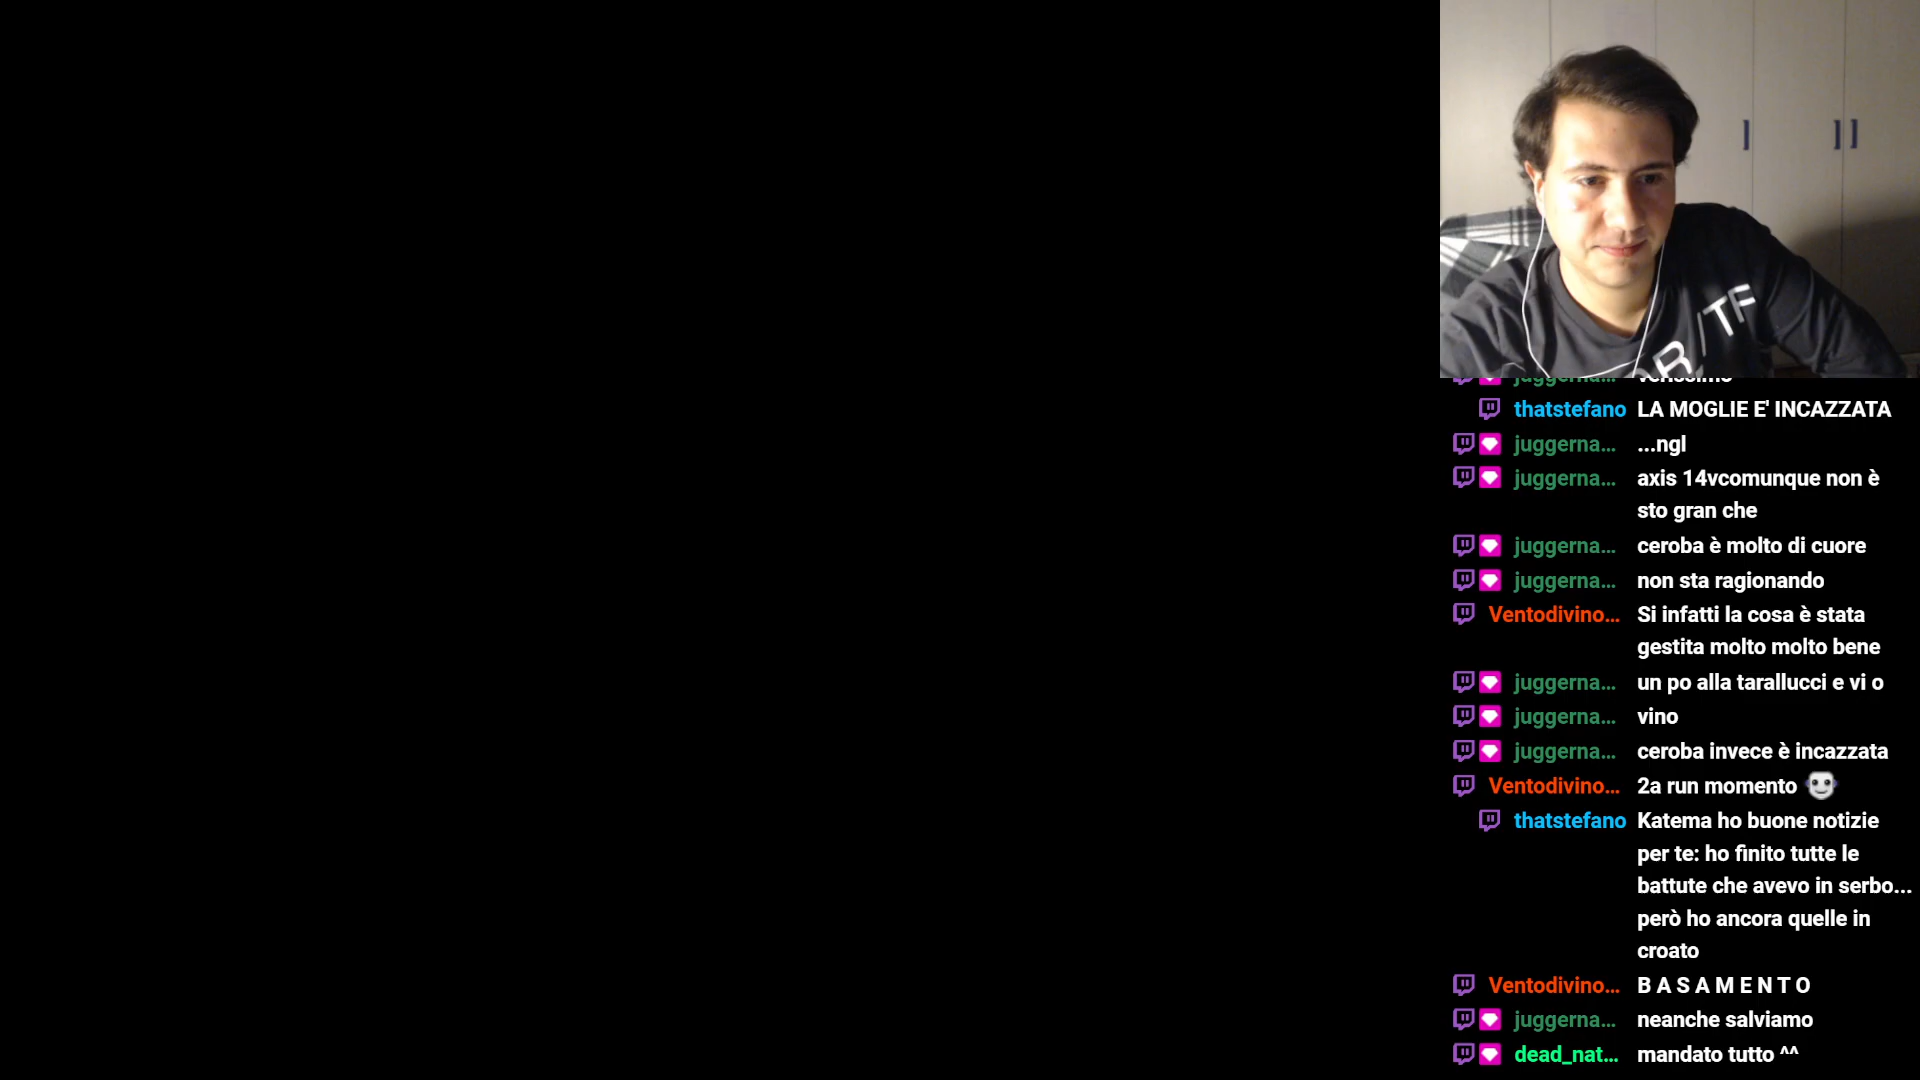 juggerna... verissimo
thatstefano LA MOGLIE E' INCAZZATA
juggerna... ...ngl
juggerna... axis 14vcomunque non è
sto gran che
juggerna... ceroba è molto di cuore
juggerna... non sta ragionando
Ventodivino... Si infatti la cosa è stata
gestita molto molto bene
juggerna... un po alla tarallucci e vi o
juggerna... vino
juggerna... ceroba invece è incazzata
Ventodivino... 2a run momento
thatstefano Katema ho buone notizie
per te: ho finito tutte le
battute che avevo in serbo...
però ho ancora quelle in
croato
Ventodivino... B A S A M E N T O
juggerna... neanche salviamo
dead_nat... mandato tutto ^^